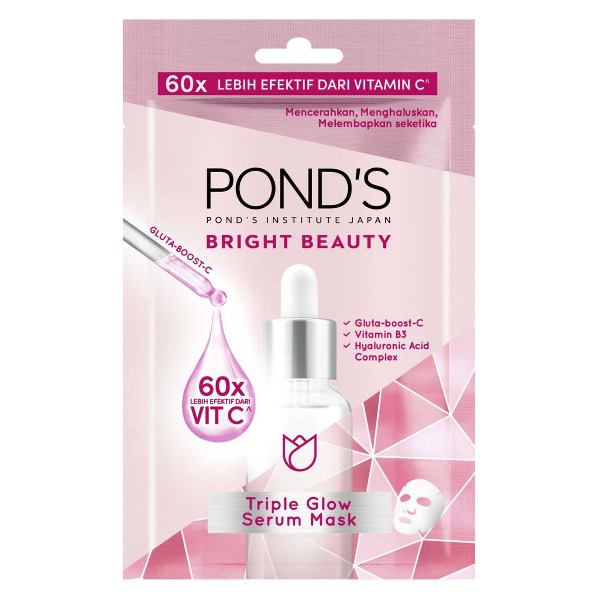 60x LEBIH EFEKTIF DARI VITAMIN C^
Mencerahkan, Menghaluskan,
Melembapkan seketika
POND'S
POND'S INSTITUTE JAPAN
BRIGHT BEAUTY
GLUTA-BOOST-C
✓ Gluta-boost-C
✓ Vitamin B3
✓ Hyaluronic Acid
Complex
60x
LEBIH EFEKTIF DARI
VIT C^
Triple Glow
Serum Mask